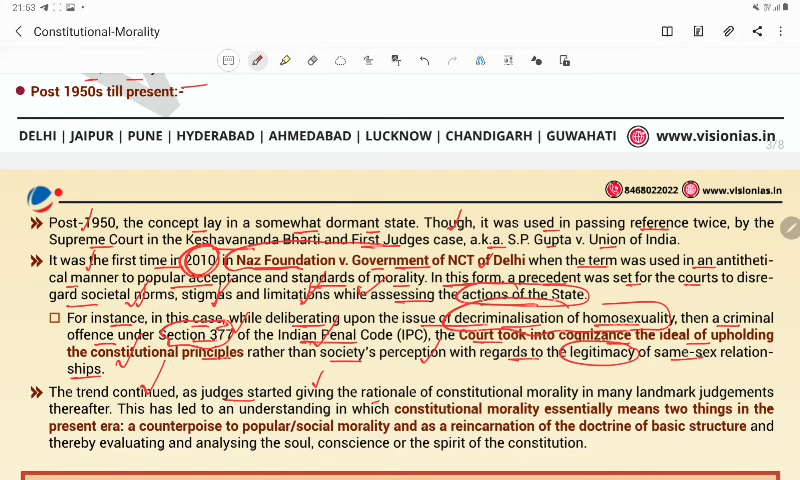 21:53
Constitutional-Morality
Post 1950s till present:-
DELHI | JAIPUR | PUNE | HYDERABAD | AHMEDABAD | LUCKNOW | CHANDIGARH | GUWAHATI www.visionias.in
3/8
8468022022 www.visionias.in
Post-1950, the concept lay in a somewhat dormant state. Though, it was used in passing reference twice, by the
Supreme Court in the Keshavananda Bharti and First Judges case, a.k.a. S.P. Gupta v. Union of India.
It was the first time in 2010 in Naz Foundation v. Government of NCT of Delhi when the term was used in an antitheti-
cal manner to popular acceptance and standards of morality. In this form, a precedent was set for the courts to disre-
gard societal norms, stigmas and limitations while assessing the actions of the State.
For instance, in this case, while deliberating upon the issue of decriminalisation of homosexuality, then a criminal
offence under Section 377 of the Indian Penal Code (IPC), the Court took into cognizance the ideal of upholding
the constitutional principles rather than society's perception with regards to the legitimacy of same-sex relation-
ships.
The trend continued, as judges started giving the rationale of constitutional morality in many landmark judgements
thereafter. This has led to an understanding in which constitutional morality essentially means two things in the
present era: a counterpoise to popular/social morality and as a reincarnation of the doctrine of basic structure and
thereby evaluating and analysing the soul, conscience or the spirit of the constitution.